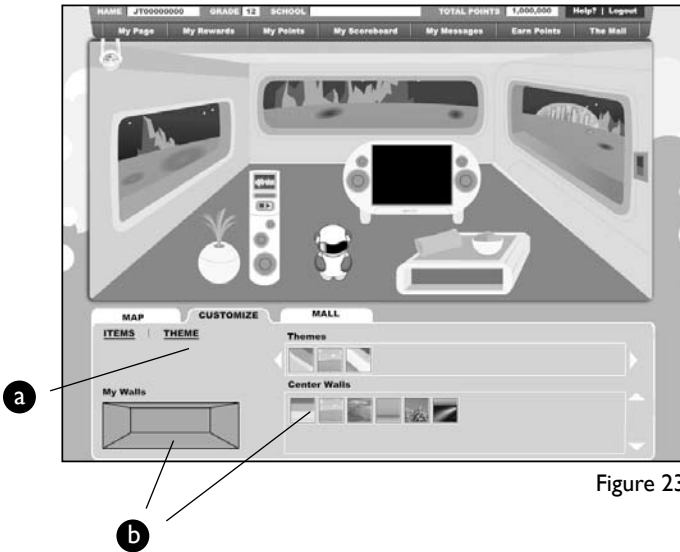 NAME JT00000000 GRADE 12 SCHOOL TOTAL POINTS 1,000,000 Help? | Logout
My Page My Rewards My Points My Scoreboard My Messages Earn Points The Mall
MAP CUSTOMIZE MALL
ITEMS | THEME
Themes
a
My Walls
Center Walls
Figure 23
b